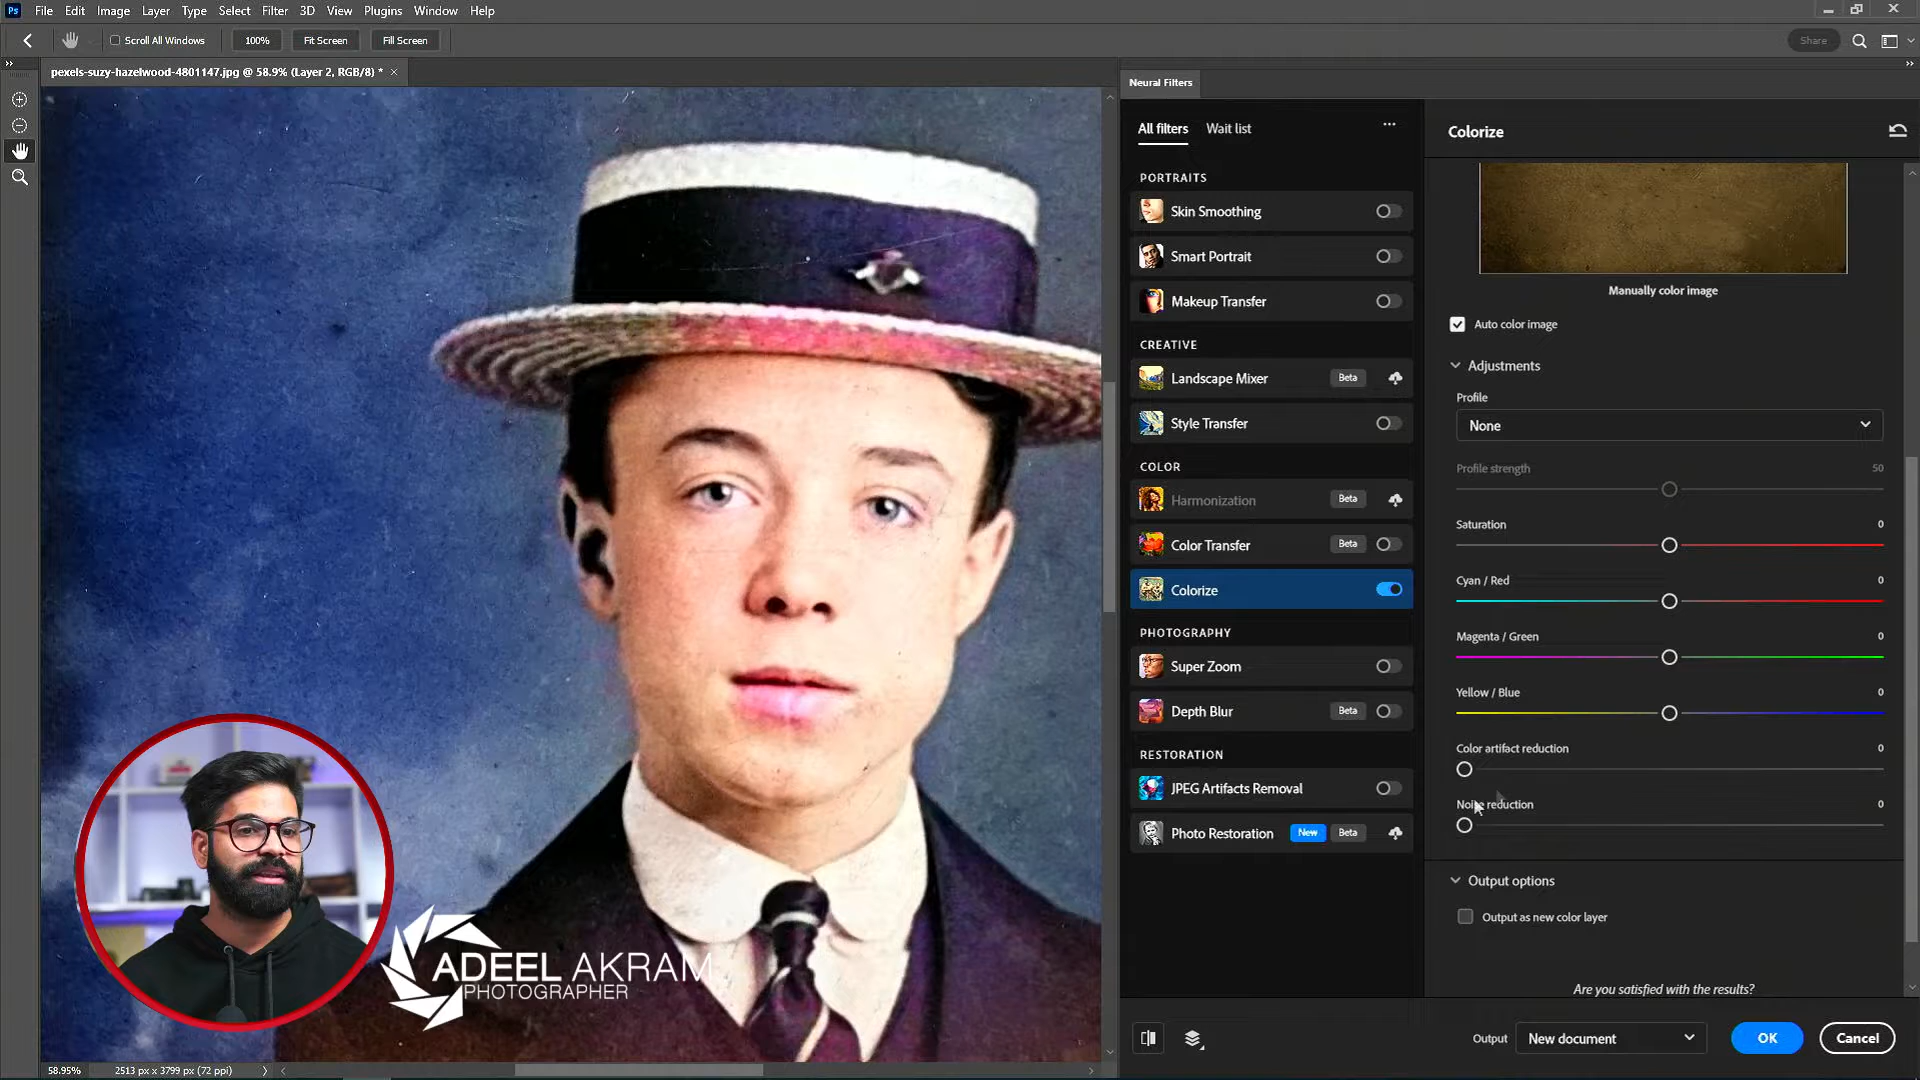 Ps File Edit Image Layer Type Select Filter 3D View Plugins Window Help
Scroll All Windows 100% Fit Screen Fill Screen Share
pexels-suzy-hazelwood-4801147.jpg @ 58.9% (Layer 2, RGB/8) * ×
Neural Filters
All filters Wait list
PORTRAITS
Skin Smoothing
Smart Portrait
Makeup Transfer
CREATIVE
Landscape Mixer Beta
Style Transfer
COLOR
Harmonization Beta
Color Transfer Beta
Colorize
PHOTOGRAPHY
Super Zoom
Depth Blur Beta
RESTORATION
JPEG Artifacts Removal
Photo Restoration New Beta
Colorize
Manually color image
Auto color image
Adjustments
Profile
None
Profile strength 50
Saturation 0
Cyan / Red 0
Magenta / Green 0
Yellow / Blue 0
Color artifact reduction 0
Noise reduction 0
Output options
Output as new color layer
Are you satisfied with the results?
Output New document OK Cancel
ADEEL AKRAM
PHOTOGRAPHER
58.95% 2513 px x 3799 px (72 ppi)